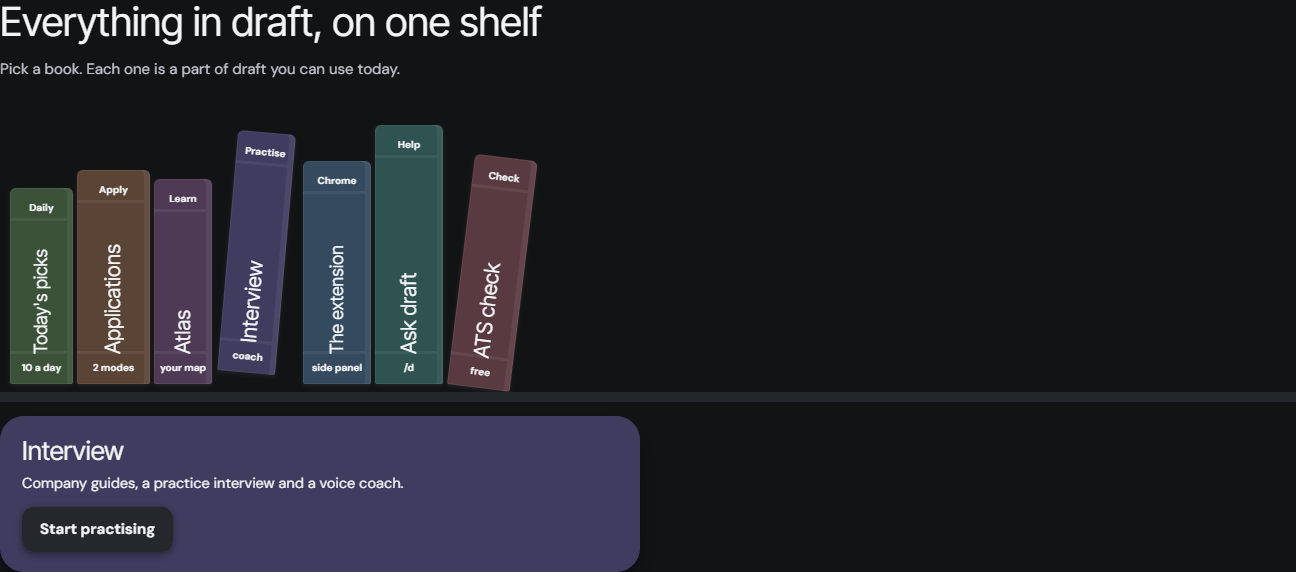 Everything in draft, on one shelf
Pick a book. Each one is a part of draft you can use today.
Daily
Today's picks
10 a day
Apply
Applications
2 modes
Learn
Atlas
your map
Practise
Interview
coach
Chrome
The extension
side panel
Help
Ask draft
/d
Check
ATS check
free
Interview
Company guides, a practice interview and a voice coach.
Start practising